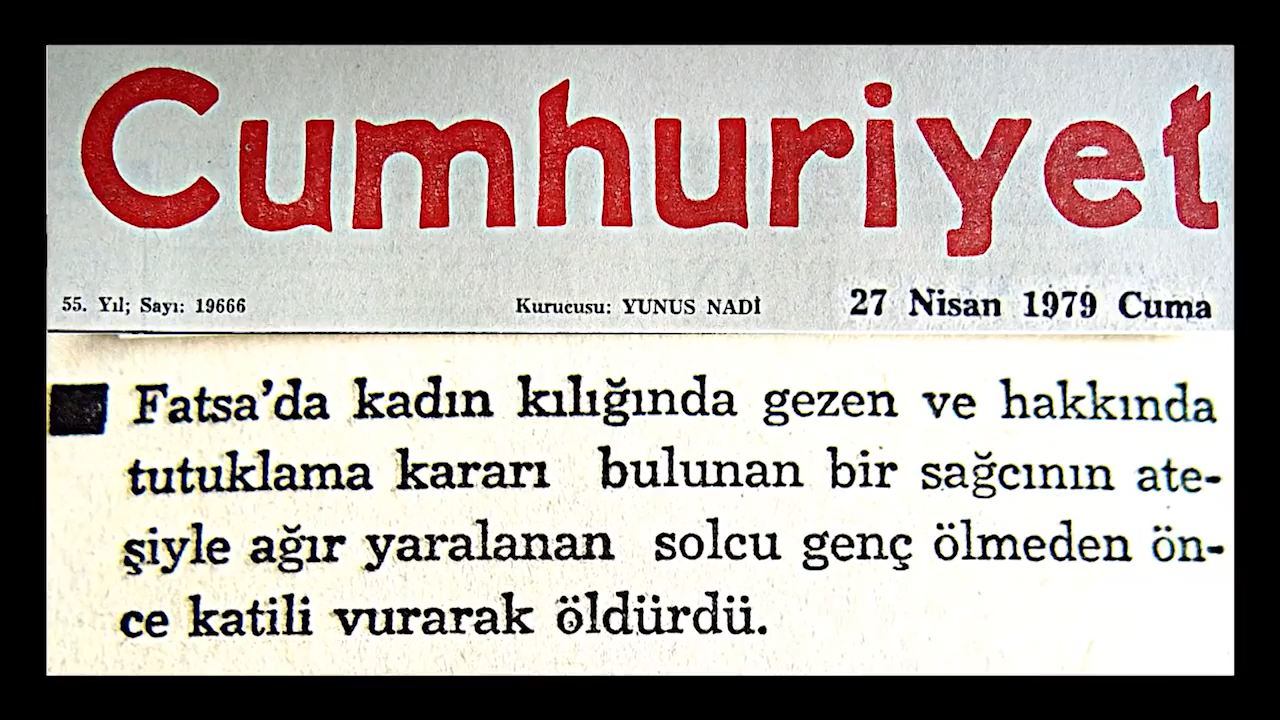 Cumhuriyet
55. Yıl; Sayı: 19666 Kurucusu: YUNUS NADİ 27 Nisan 1979 Cuma
Fatsa'da kadın kılığında gezen ve hakkında
tutuklama kararı bulunan bir sağcının ate-
şiyle ağır yaralanan solcu genç ölmeden ön-
ce katili vurarak öldürdü.